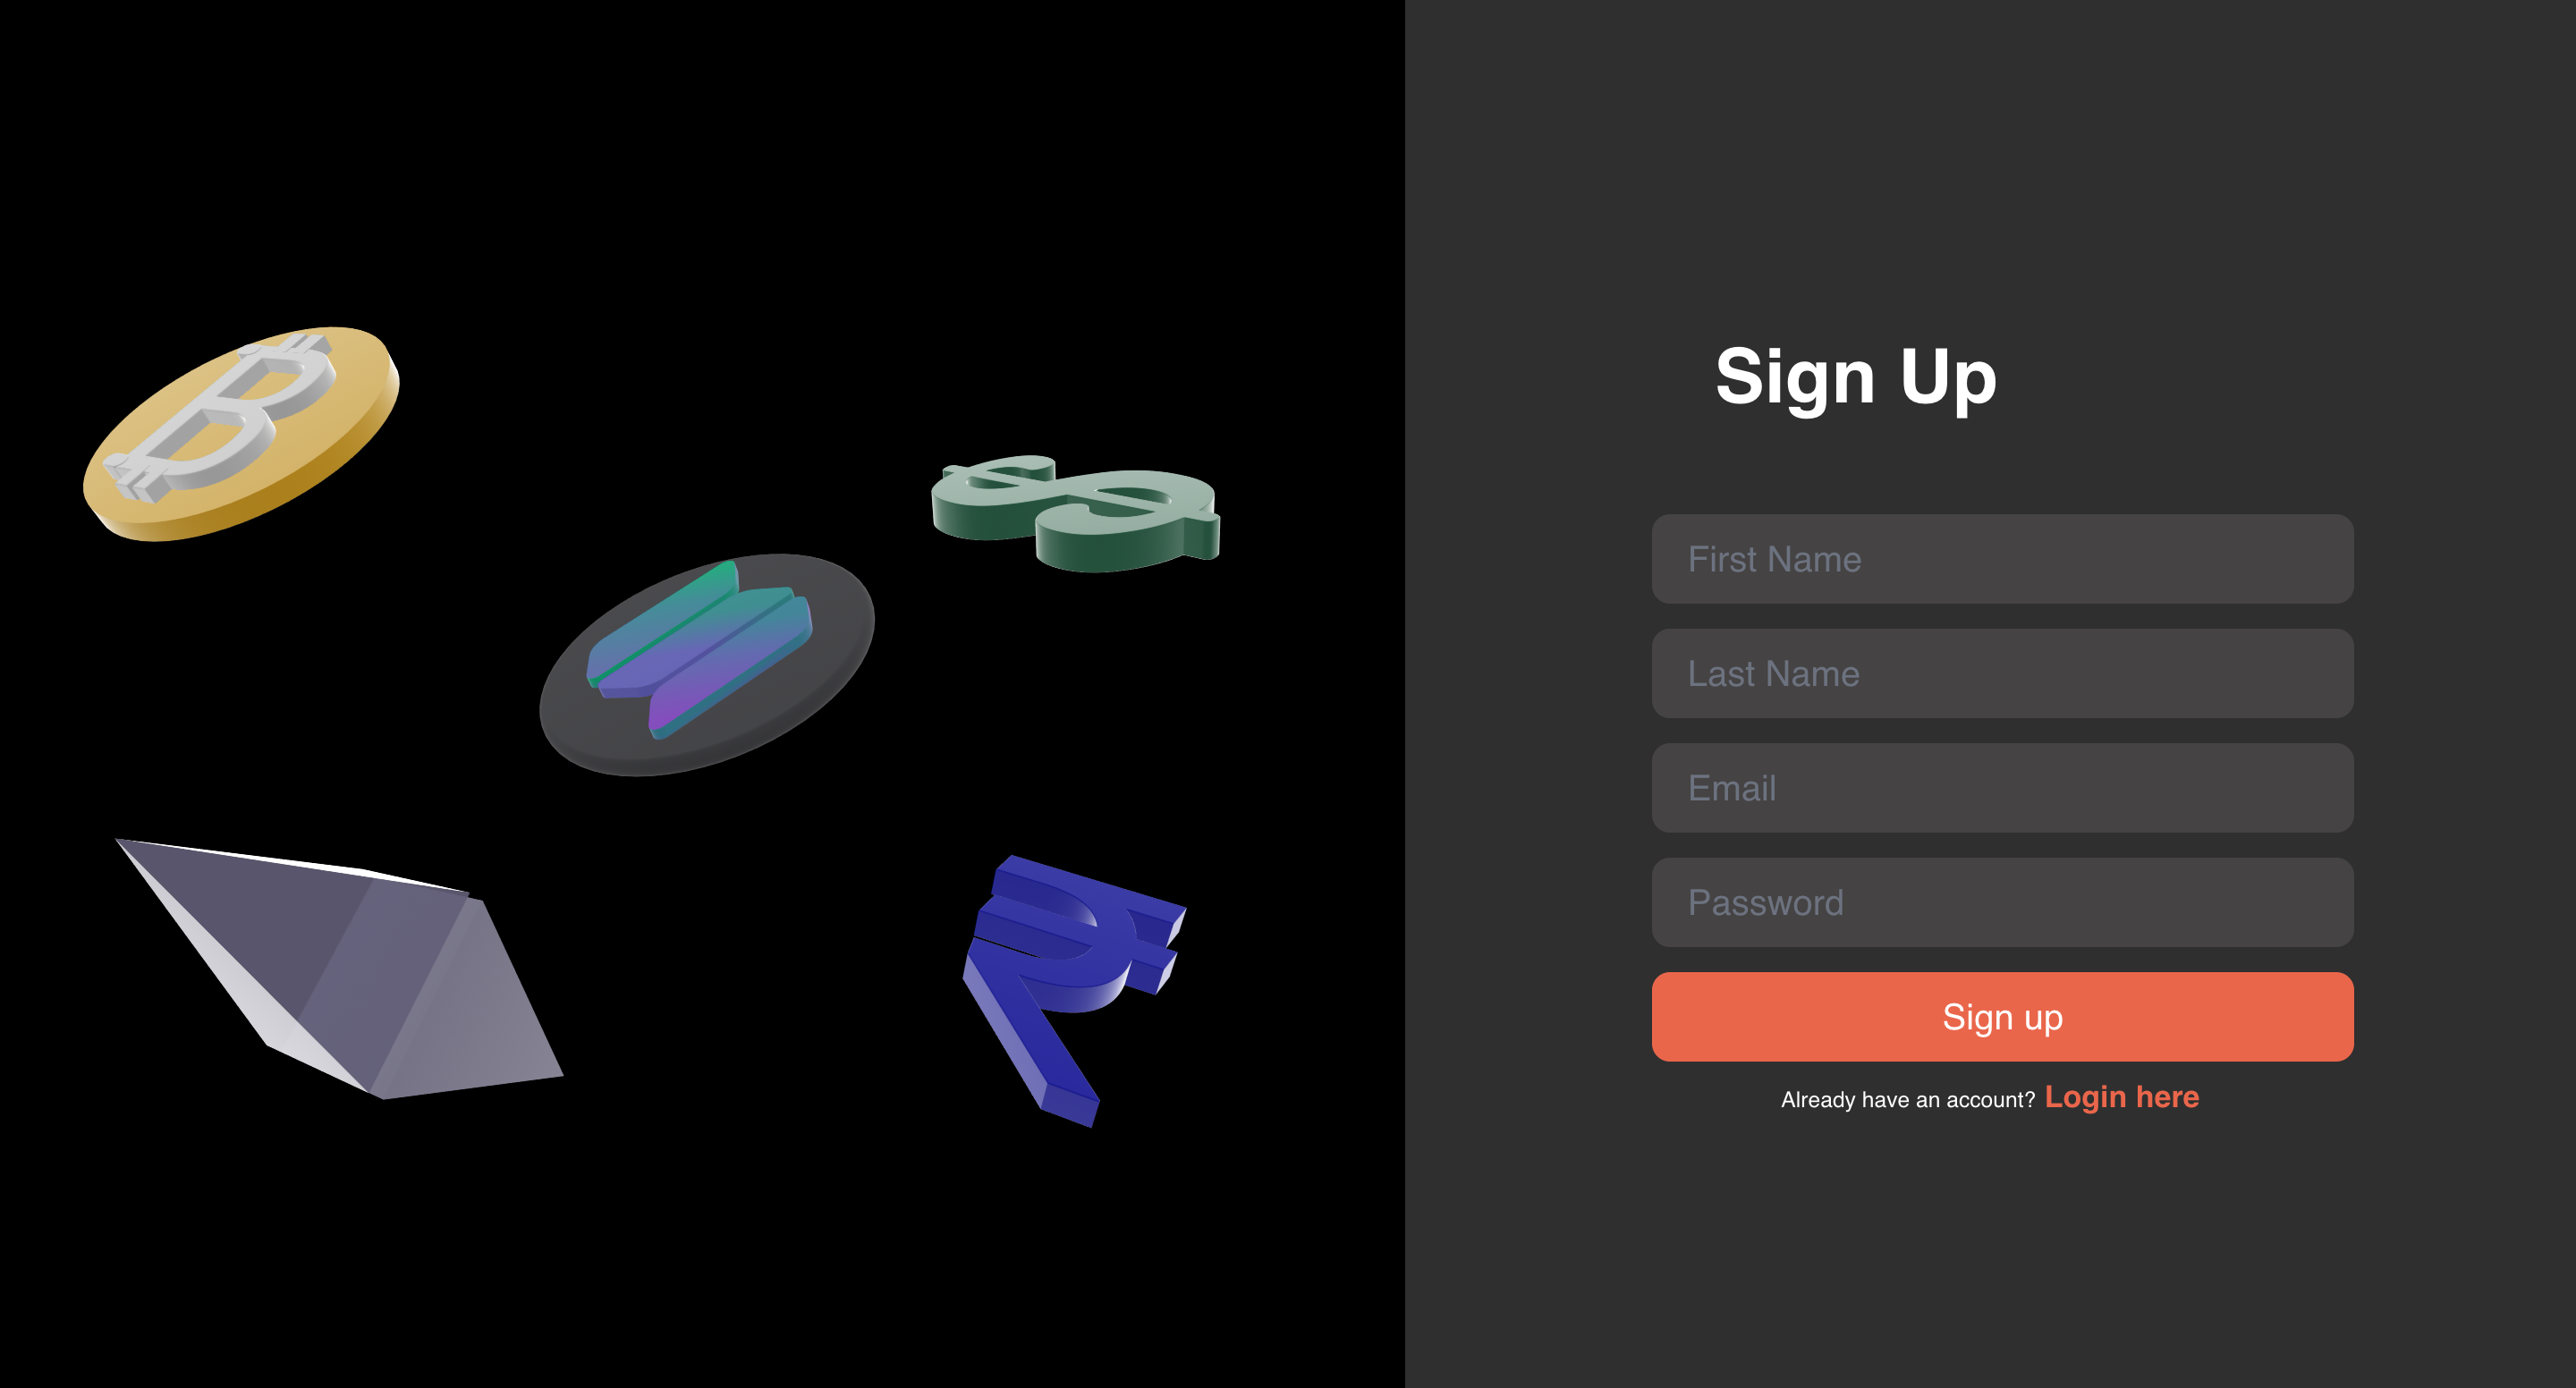 Sign Up
First Name
Last Name
Email
Password
Sign up
Already have an account? Login here